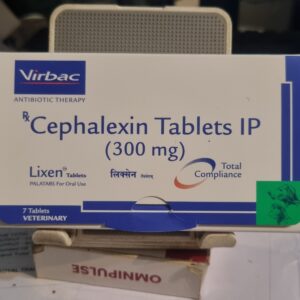 Virbac
ANTIBIOTIC THERAPY
Rx Cephalexin Tablets IP
(300 mg)
Lixen Tablets
PALATABS For Oral Use
लिक्सेन
Total
Compliance
7 Tablets
VETERINARY
OMNIPULSE